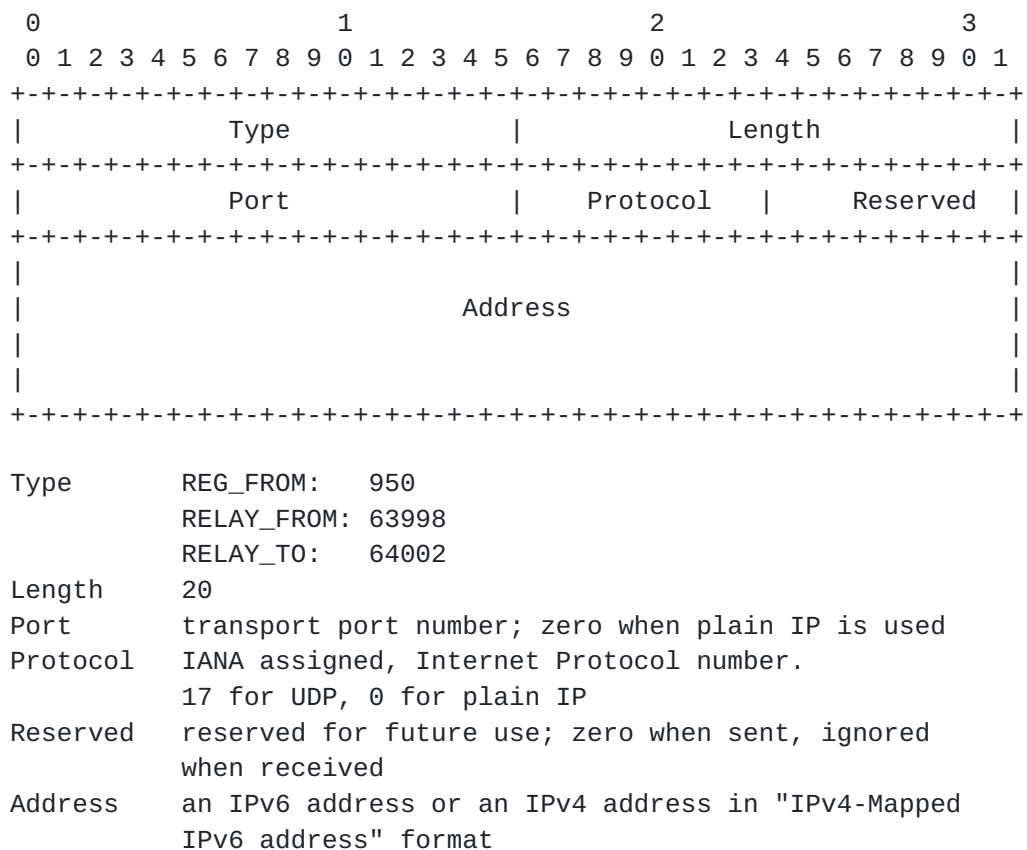 0                   1                   2                   3
 0 1 2 3 4 5 6 7 8 9 0 1 2 3 4 5 6 7 8 9 0 1 2 3 4 5 6 7 8 9 0 1
+-+-+-+-+-+-+-+-+-+-+-+-+-+-+-+-+-+-+-+-+-+-+-+-+-+-+-+-+-+-+-+-+
|             Type              |             Length            |
+-+-+-+-+-+-+-+-+-+-+-+-+-+-+-+-+-+-+-+-+-+-+-+-+-+-+-+-+-+-+-+-+
|             Port              |    Protocol   |     Reserved  |
+-+-+-+-+-+-+-+-+-+-+-+-+-+-+-+-+-+-+-+-+-+-+-+-+-+-+-+-+-+-+-+-+
|                                                               |
|                            Address                            |
|                                                               |
|                                                               |
+-+-+-+-+-+-+-+-+-+-+-+-+-+-+-+-+-+-+-+-+-+-+-+-+-+-+-+-+-+-+-+-+

Type       REG_FROM:   950
           RELAY_FROM: 63998
           RELAY_TO:   64002
Length     20
Port       transport port number; zero when plain IP is used
Protocol   IANA assigned, Internet Protocol number.
           17 for UDP, 0 for plain IP
Reserved   reserved for future use; zero when sent, ignored
           when received
Address    an IPv6 address or an IPv4 address in "IPv4-Mapped
           IPv6 address" format